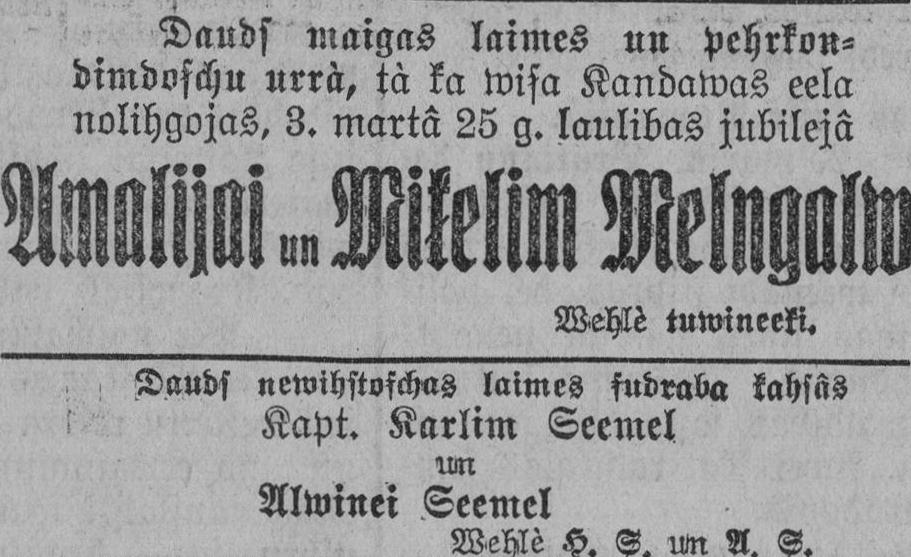 Daudſ maigas laimes un pehrkon⸗
dimdoſchu urrà, tà ka wiſa Kandawas eela
nolihgojas, 3. martâ 25 g. laulibas jubilejâ
Amalijai un Mikelim Melngalw
Wehlè tuwineeki.
Daudſ newihſtoſchas laimes ſudraba kahſâs
Kapt. Karlim Seemel
un
Alwinei Seemel
Wehlè H. S. un A. S.